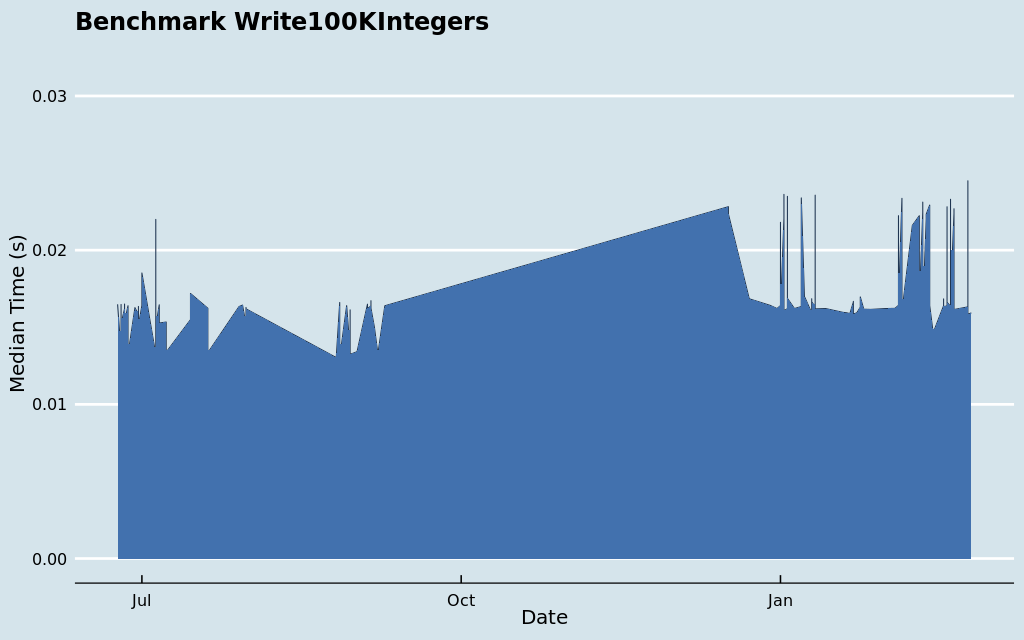 Benchmark Write100KIntegers
0.03
0.02
0.01
0.00
Median Time (s)
Jul
Oct
Jan
Date